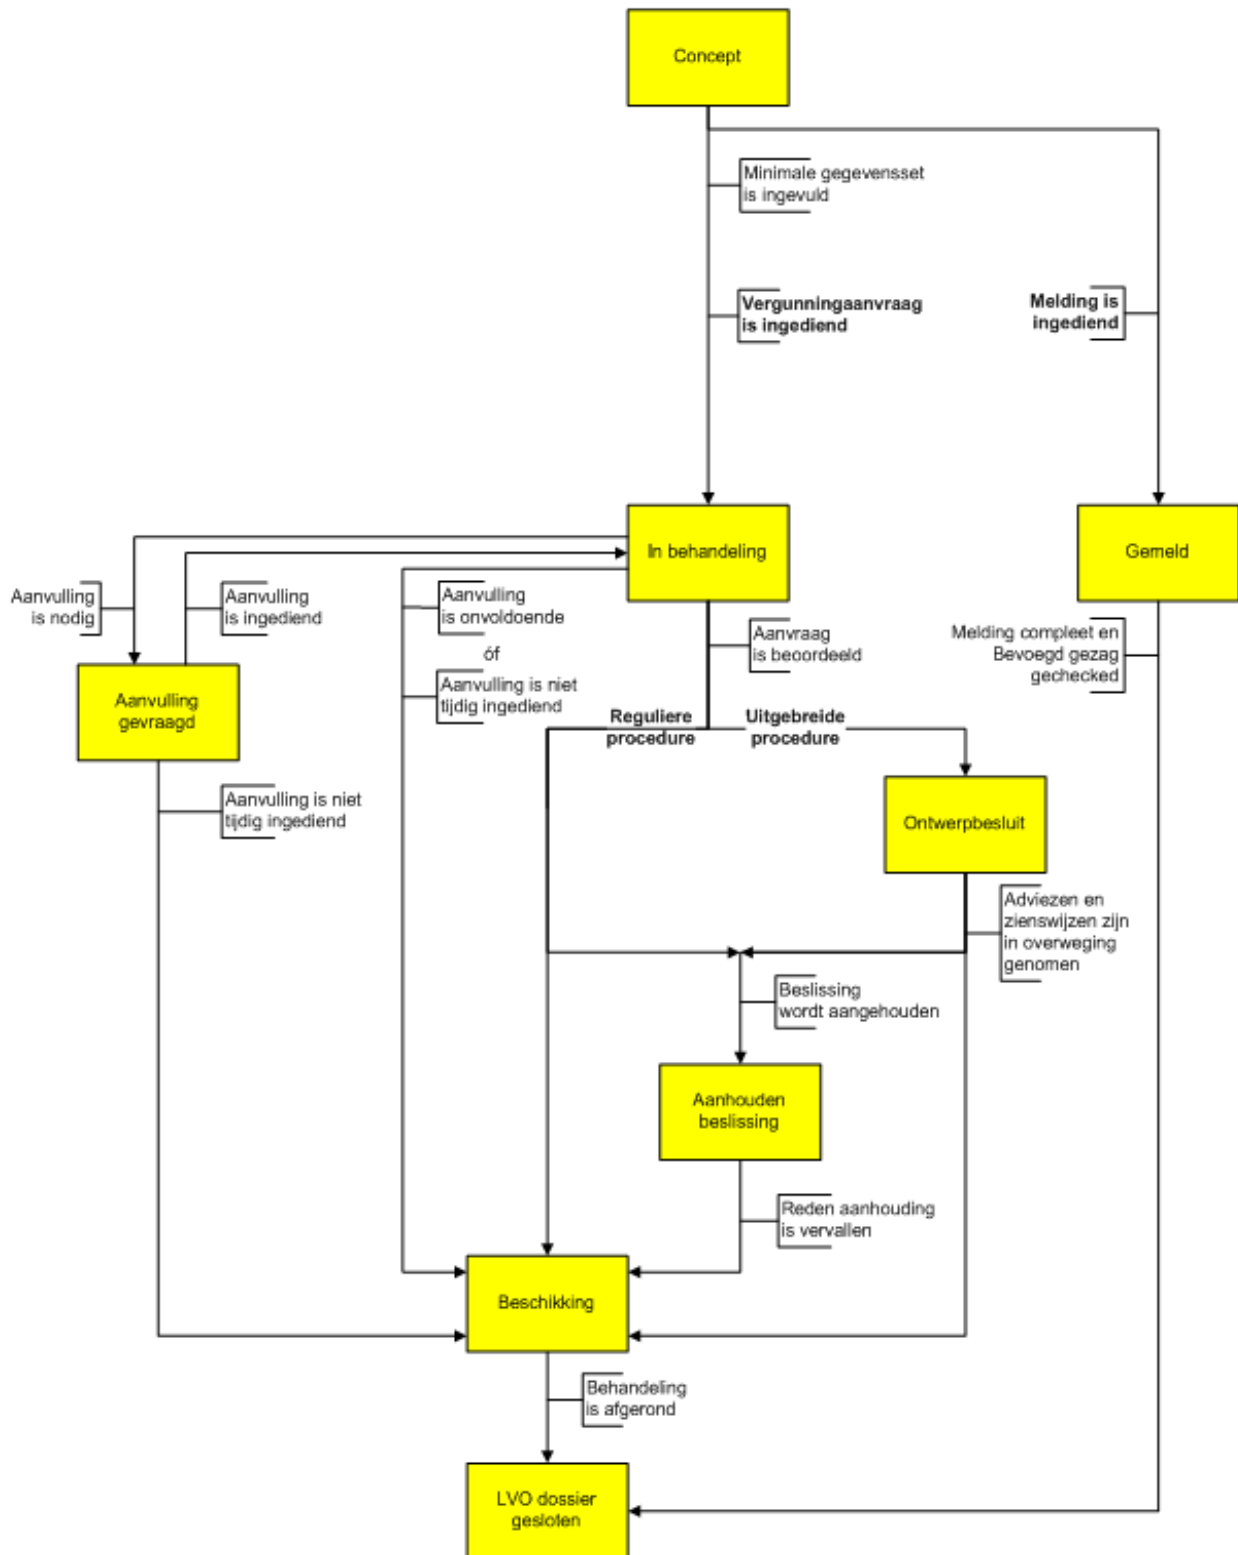 Concept
Minimale gegevensset
is ingevuld
Vergunningaanvraag
is ingediend
Melding is
ingediend
In behandeling
Gemeld
Aanvulling
is nodig
Aanvulling
is ingediend
Aanvulling
is onvoldoende
óf
Aanvulling is niet
tijdig ingediend
Aanvraag
is beoordeeld
Melding compleet en
Bevoegd gezag
gechecked
Aanvulling
gevraagd
Reguliere
procedure
Uitgebreide
procedure
Aanvulling is niet
tijdig ingediend
Ontwerpbesluit
Adviezen en
zienswijzen zijn
in overweging
genomen
Beslissing
wordt aangehouden
Aanhouden
beslissing
Reden aanhouding
is vervallen
Beschikking
Behandeling
is afgerond
LVO dossier
gesloten